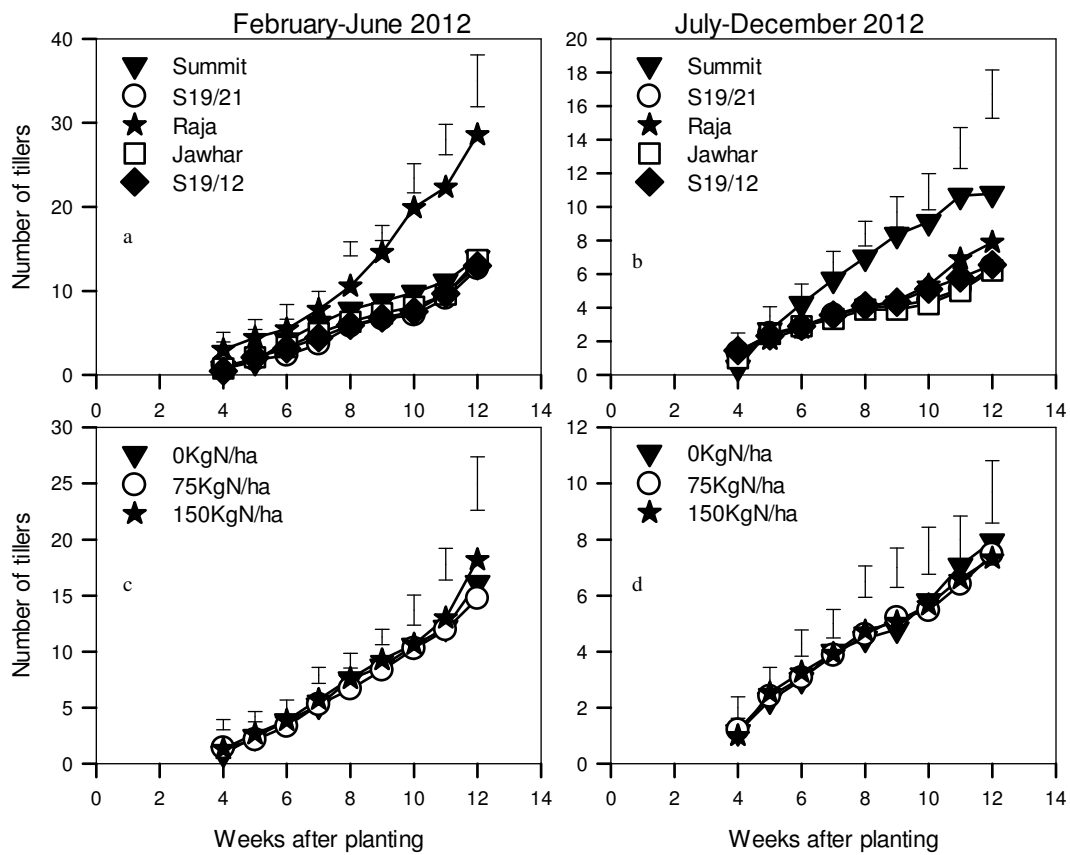 February-June 2012
July-December 2012
Number of tillers
40
30
20
10
0
Summit
S19/21
Raja
Jawhar
S19/12
a
0 2 4 6 8 10 12 14
20
18
16
14
12
10
8
6
4
2
0
Summit
S19/21
Raja
Jawhar
S19/12
b
0 2 4 6 8 10 12 14
Number of tillers
30
25
20
15
10
5
0
0KgN/ha
75KgN/ha
150KgN/ha
c
0 2 4 6 8 10 12 14
Weeks after planting
12
10
8
6
4
2
0
0KgN/ha
75KgN/ha
150KgN/ha
d
0 2 4 6 8 10 12 14
Weeks after planting